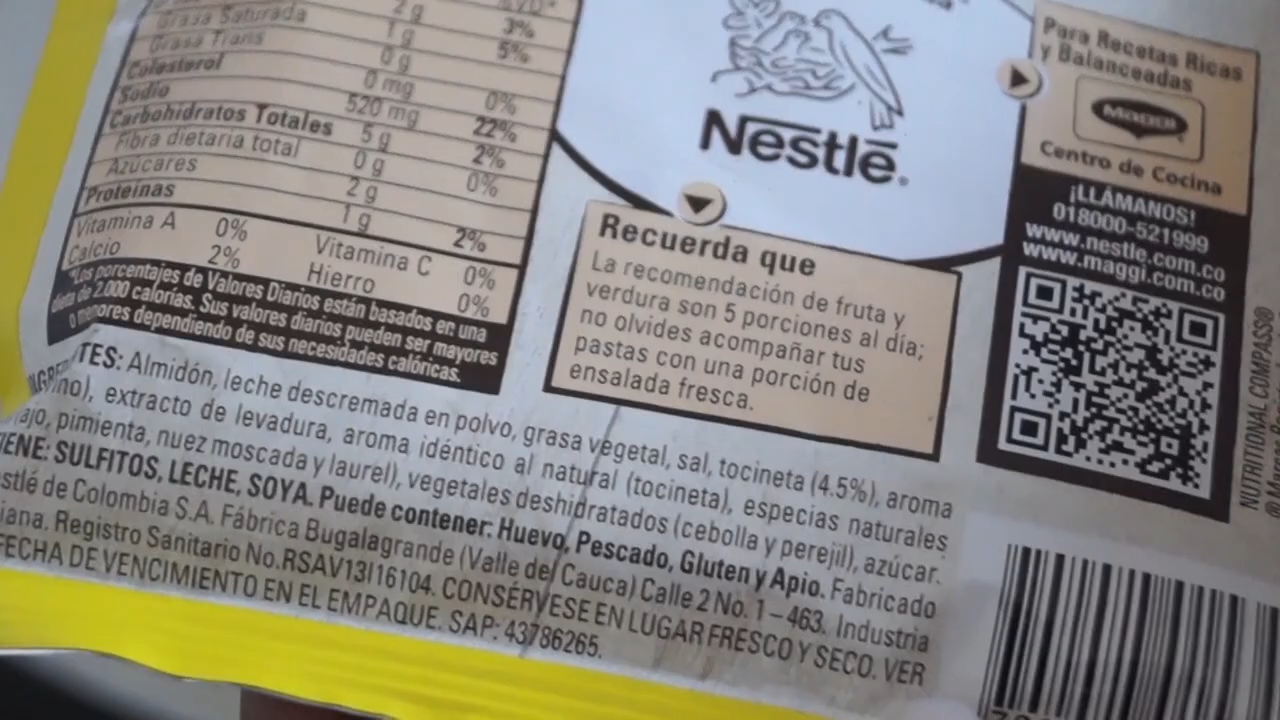 Grasa Saturada 1 g 5%
Grasa Trans 0 g
Colesterol 0 mg 0%
Sodio 520 mg 22%
Carbohidratos Totales 5 g 2%
Fibra dietaria total 0 g 0%
Azúcares 2 g
Proteínas 1 g 2%
Vitamina A 0% Vitamina C 0%
Calcio 2% Hierro 0%
*Los porcentajes de Valores Diarios están basados en una
dieta de 2.000 calorías. Sus valores diarios pueden ser mayores
o menores dependiendo de sus necesidades calóricas.
Nestlé®
Recuerda que
La recomendación de fruta y
verdura son 5 porciones al día;
no olvides acompañar tus
pastas con una porción de
ensalada fresca.
Para Recetas Ricas
y Balanceadas
Maggi
Centro de Cocina
¡LLÁMANOS!
018000-521999
www.nestle.com.co
www.maggi.com.co
NUTRITIONAL COMPASS®
TES: Almidón, leche descremada en polvo, grasa vegetal, sal, tocineta (4.5%), aroma
ino), extracto de levadura, aroma idéntico al natural (tocineta), especias naturales
ajo, pimienta, nuez moscada y laurel), vegetales deshidratados (cebolla y perejil), azúcar.
IENE: SULFITOS, LECHE, SOYA. Puede contener: Huevo, Pescado, Gluten y Apio. Fabricado
stlé de Colombia S.A. Fábrica Bugalagrande (Valle del Cauca) Calle 2 No. 1 – 463. Industria
iana. Registro Sanitario No.RSAV13I16104. CONSÉRVESE EN LUGAR FRESCO Y SECO. VER
FECHA DE VENCIMIENTO EN EL EMPAQUE. SAP: 43786265.